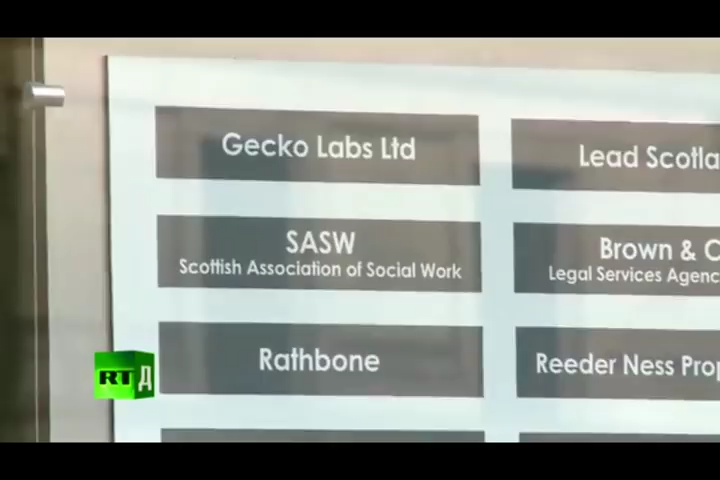 Gecko Labs Ltd
Lead Scotla
SASW
Scottish Association of Social Work
Brown & C
Legal Services Agenc
Rathbone
Reeder Ness Prop
RT Д